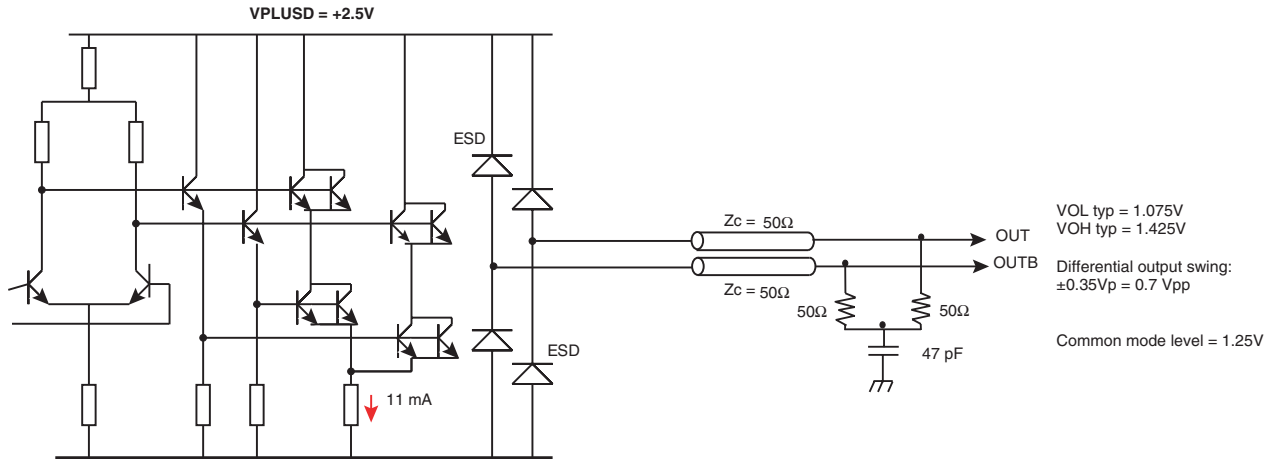 VPLUSD = +2.5V
ESD
Zc = 50Ω
OUT
OUTB
Zc = 50Ω
50Ω
50Ω
VOL typ = 1.075V
VOH typ = 1.425V
Differential output swing:
±0.35Vp = 0.7 Vpp
Common mode level = 1.25V
ESD
47 pF
11 mA